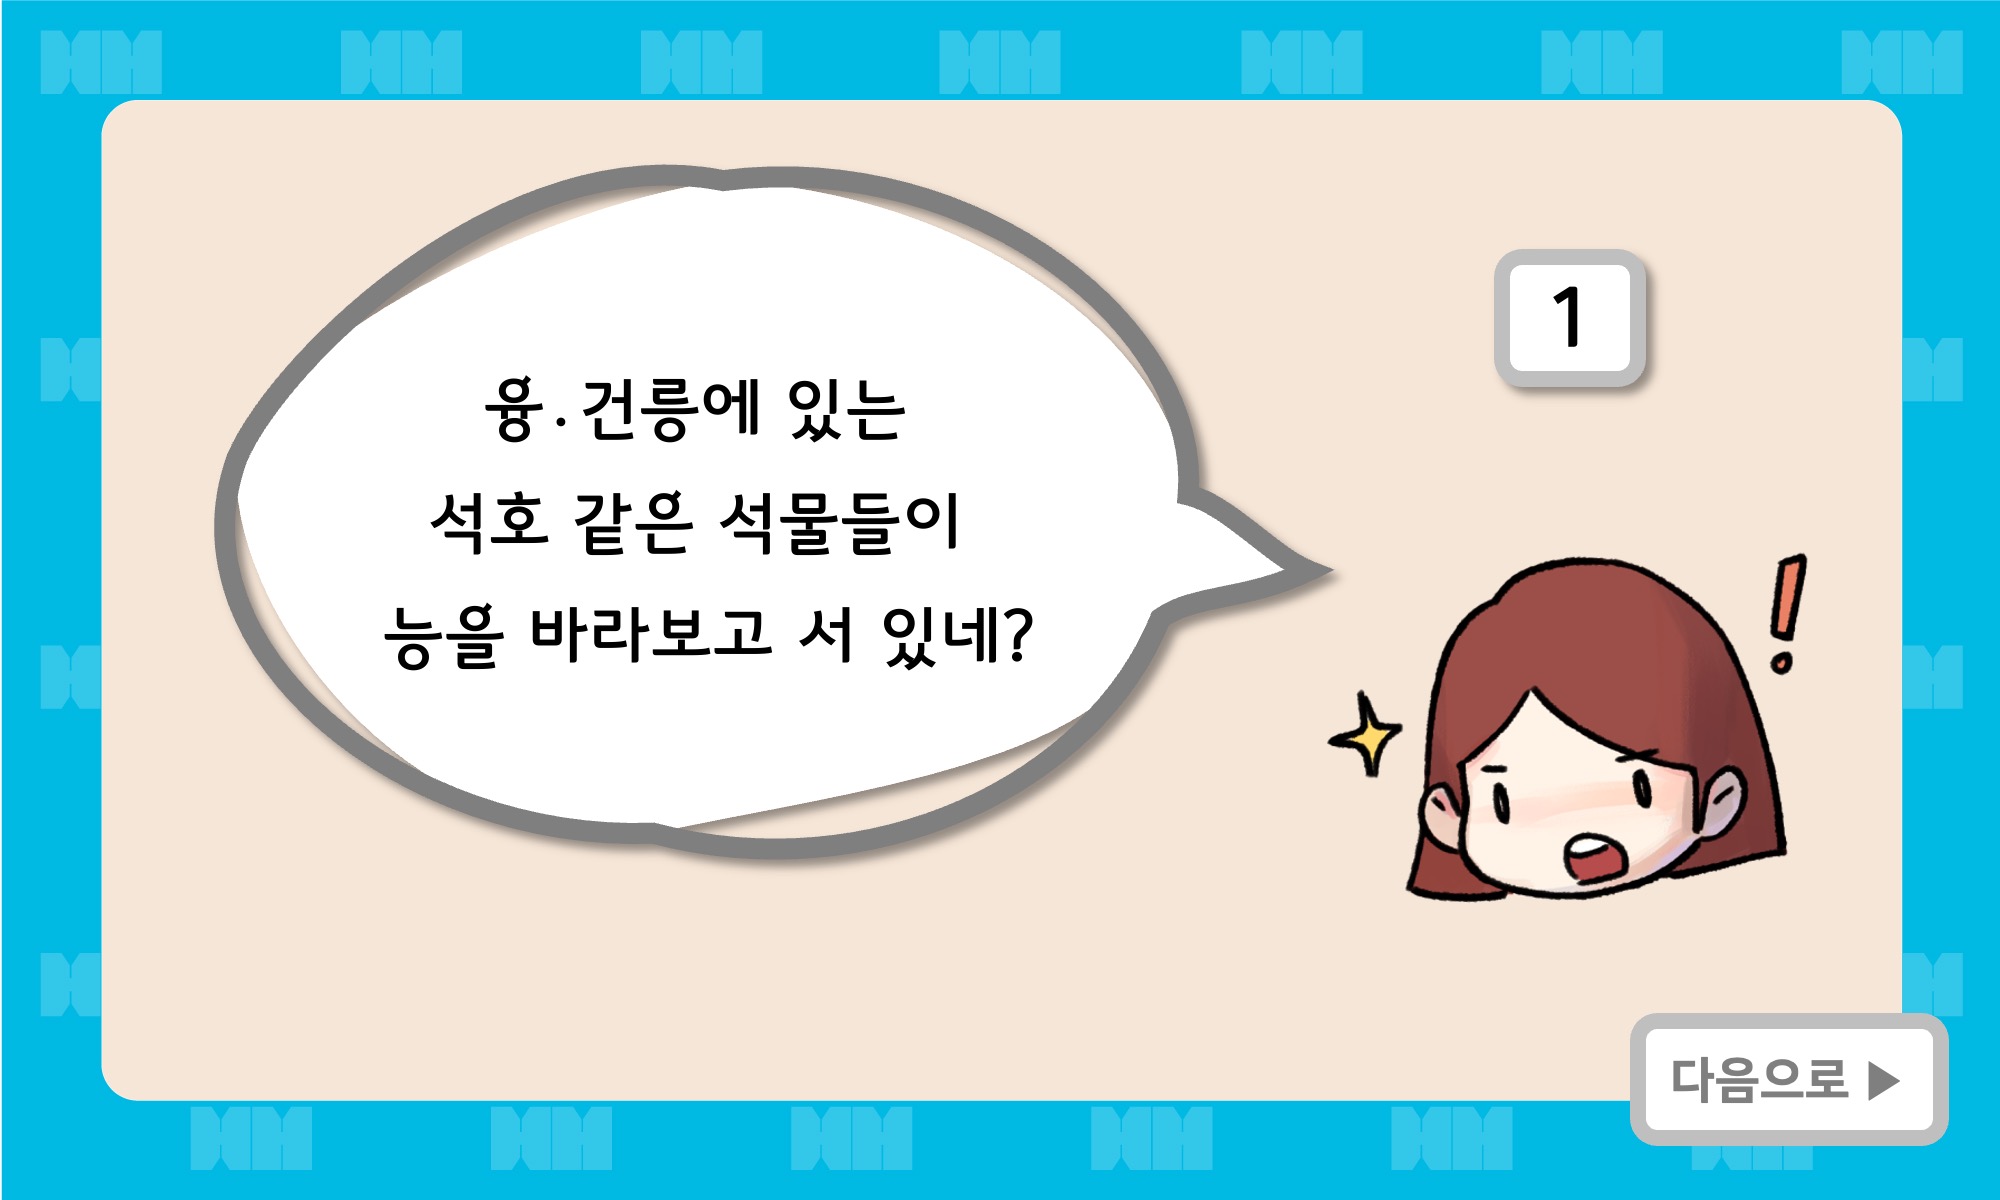 융.건릉에 있는
석호 같은 석물들이
능을 바라보고 서 있네?
1
다음으로 ▶